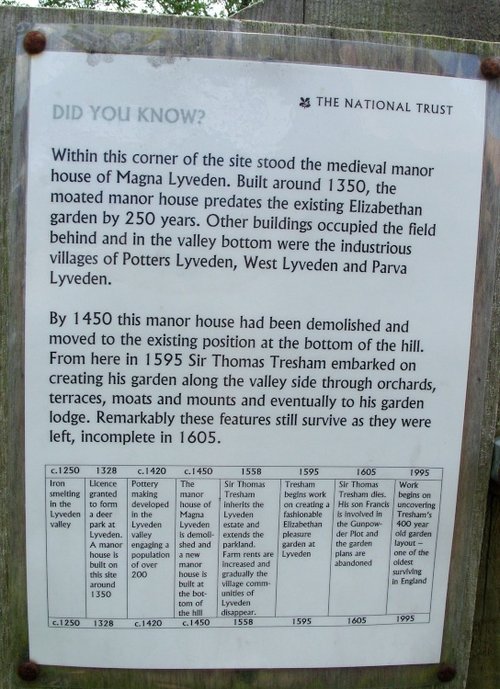 THE NATIONAL TRUST
DID YOU KNOW?
Within this corner of the site stood the medieval manor
house of Magna Lyveden. Built around 1350, the
moated manor house predates the existing Elizabethan
garden by 250 years. Other buildings occupied the field
behind and in the valley bottom were the industrious
villages of Potters Lyveden, West Lyveden and Parva
Lyveden.
By 1450 this manor house had been demolished and
moved to the existing position at the bottom of the hill.
From here in 1595 Sir Thomas Tresham embarked on
creating his garden along the valley side through orchards,
terraces, moats and mounts and eventually to his garden
lodge. Remarkably these features still survive as they were
left, incomplete in 1605.
c.1250 1328 c.1420 c.1450 1558 1595 1605 1995
Iron
smelting
in the
Lyveden
valley
Licence
granted
to form
a deer
park at
Lyveden.
A manor
house is
built on
this site
around
1350
Pottery
making
developed
in the
Lyveden
valley
engaging a
population
of over
200
The
manor
house of
Magna
Lyveden
is demoli-
shed and
a new
manor
house is
built at
the bot-
tom of
the hill
Sir Thomas
Tresham
inherits the
Lyveden
estate and
extends the
parkland.
Farm rents are
increased and
gradually the
village comm-
unities of
Lyveden
disappear.
Tresham
begins work
on creating a
fashionable
Elizabethan
pleasure
garden at
Lyveden
Sir Thomas
Tresham dies.
His son Francis
is involved in
the Gunpow-
der Plot and
the garden
plans are
abandoned
Work
begins on
uncovering
Tresham's
400 year
old garden
layout –
one of the
oldest
surviving
in England
c.1250 1328 c.1420 c.1450 1558 1595 1605 1995